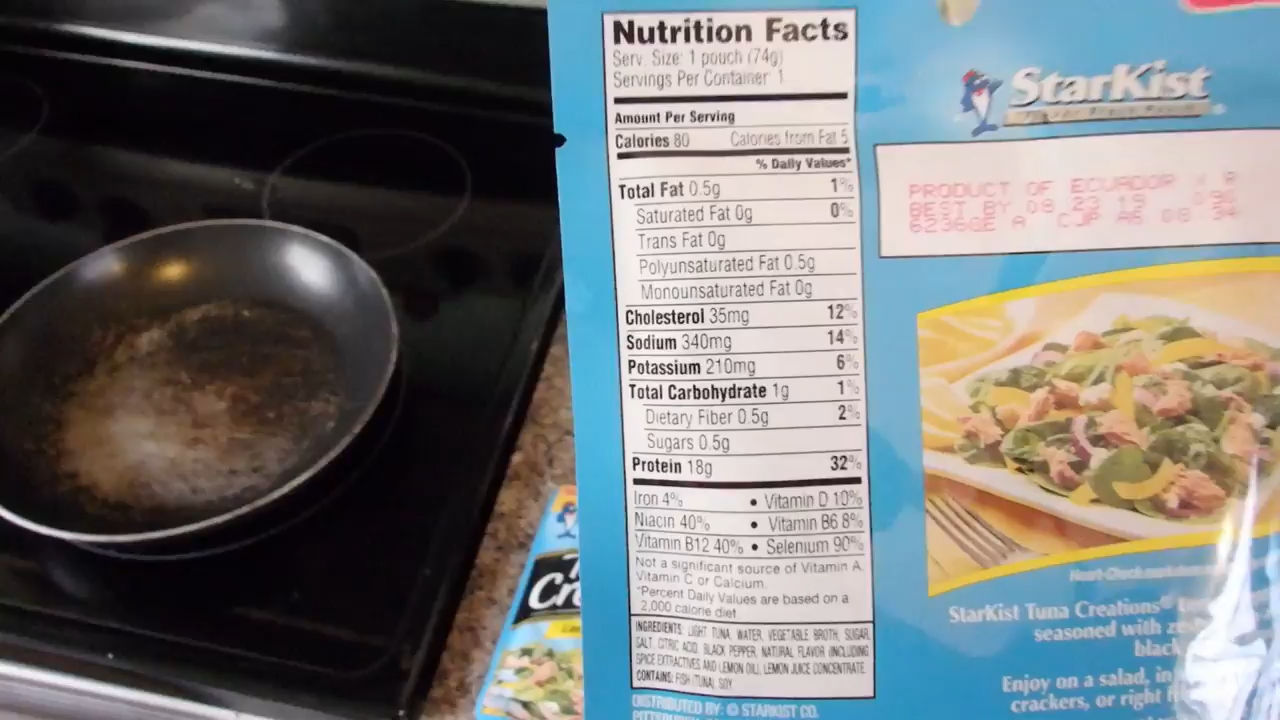 Nutrition Facts
Serv. Size: 1 pouch (74g)
Servings Per Container: 1
Amount Per Serving
Calories 80 Calories from Fat 5
% Daily Values*
Total Fat 0.5g 1%
Saturated Fat 0g 0%
Trans Fat 0g
Polyunsaturated Fat 0.5g
Monounsaturated Fat 0g
Cholesterol 35mg 12%
Sodium 340mg 14%
Potassium 210mg 6%
Total Carbohydrate 1g 1%
Dietary Fiber 0.5g 2%
Sugars 0.5g
Protein 18g 32%
Iron 4% • Vitamin D 10%
Niacin 40% • Vitamin B6 8%
Vitamin B12 40% • Selenium 90%
Not a significant source of Vitamin A,
Vitamin C or Calcium.
*Percent Daily Values are based on a
2,000 calorie diet.
INGREDIENTS: LIGHT TUNA, WATER, VEGETABLE BROTH, SUGAR,
SALT, CITRIC ACID, BLACK PEPPER, NATURAL FLAVOR (INCLUDING
SPICE EXTRACTIVES AND LEMON OIL), LEMON JUICE CONCENTRATE.
CONTAINS: FISH (TUNA), SOY
DISTRIBUTED BY: © STARKIST CO.
StarKist
PRODUCT OF ECUADOR
BEST BY 08 23 19
StarKist Tuna Creations®
seasoned with
black
Enjoy on a salad, in
crackers, or right